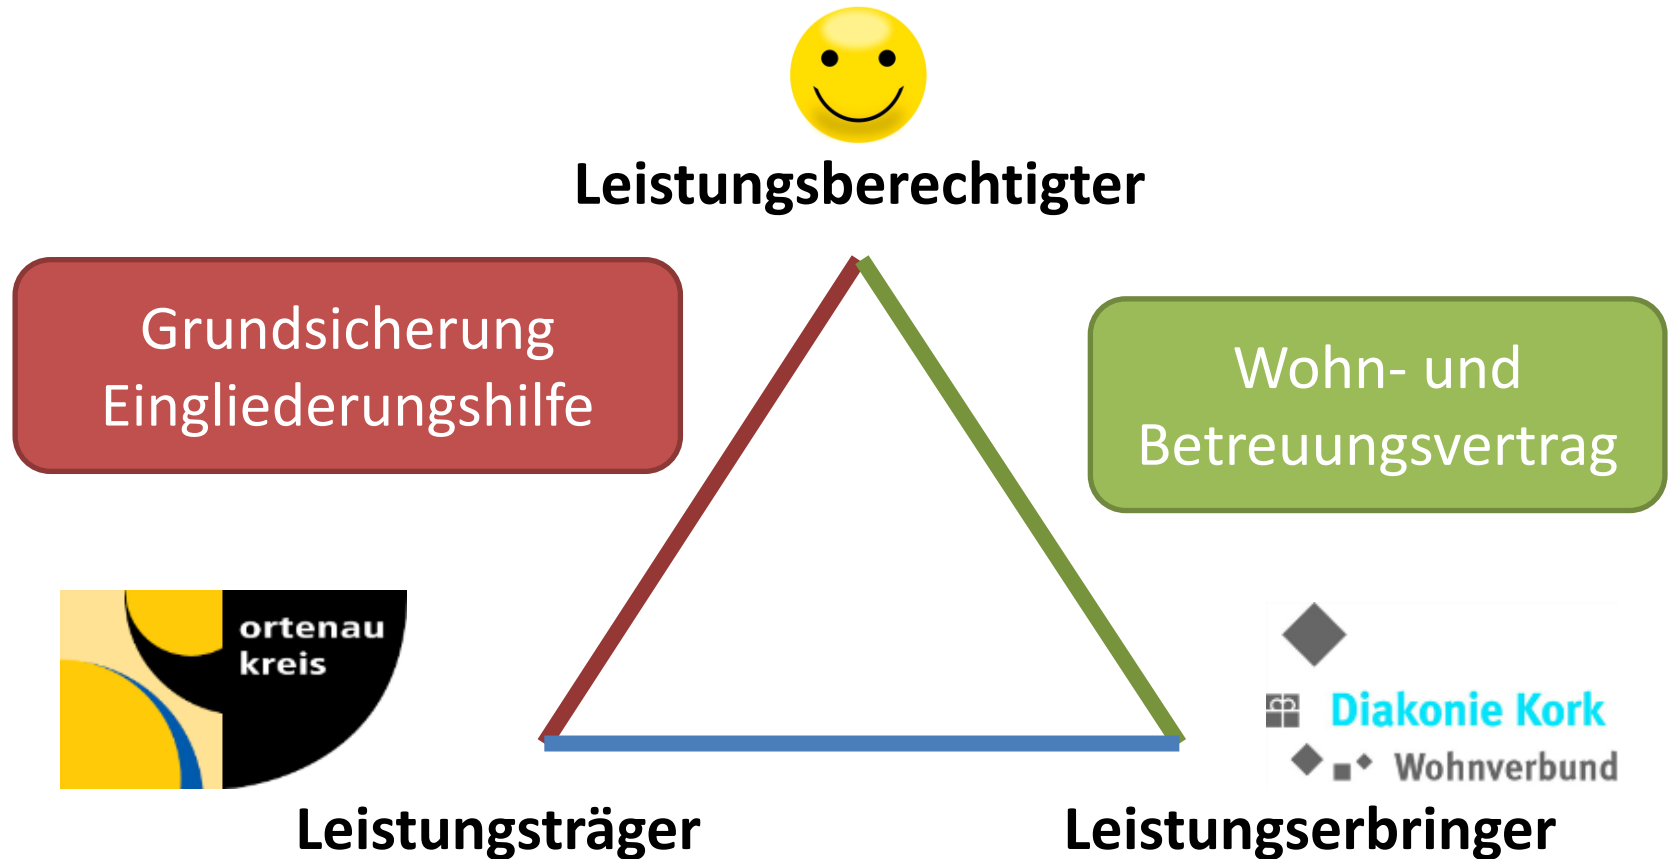 Leistungsberechtigter
Grundsicherung
Eingliederungshilfe
Wohn- und
Betreuungsvertrag
ortenau
kreis
Diakonie Kork
Wohnverbund
Leistungsträger
Leistungserbringer